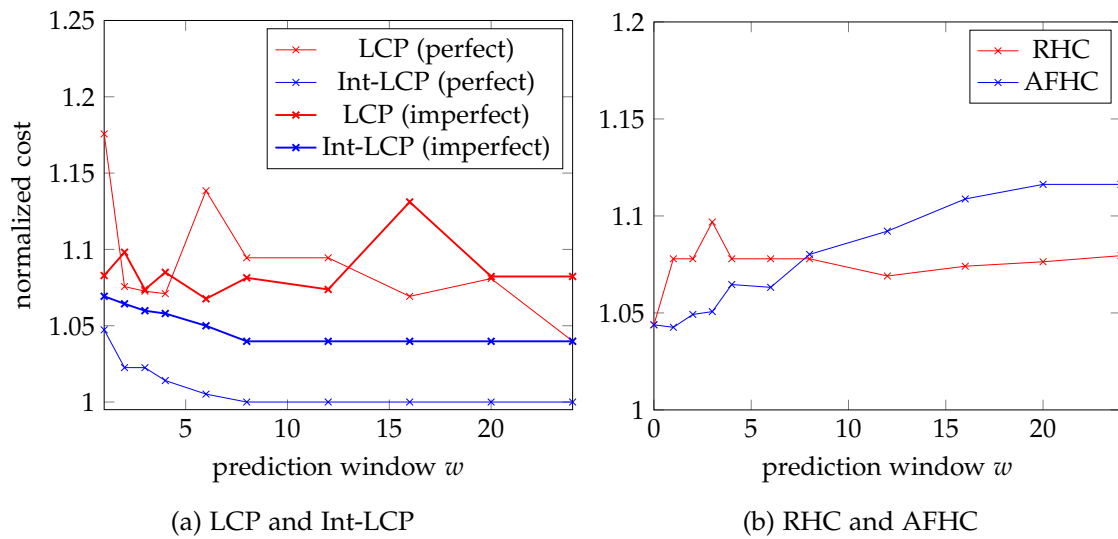 1.25
1.2
1.15
1.1
1.05
1
normalized cost
LCP (perfect)
Int-LCP (perfect)
LCP (imperfect)
Int-LCP (imperfect)
5 10 15 20
prediction window w
(a) LCP and Int-LCP
1.2
1.15
1.1
1.05
1
RHC
AFHC
0 5 10 15 20
prediction window w
(b) RHC and AFHC